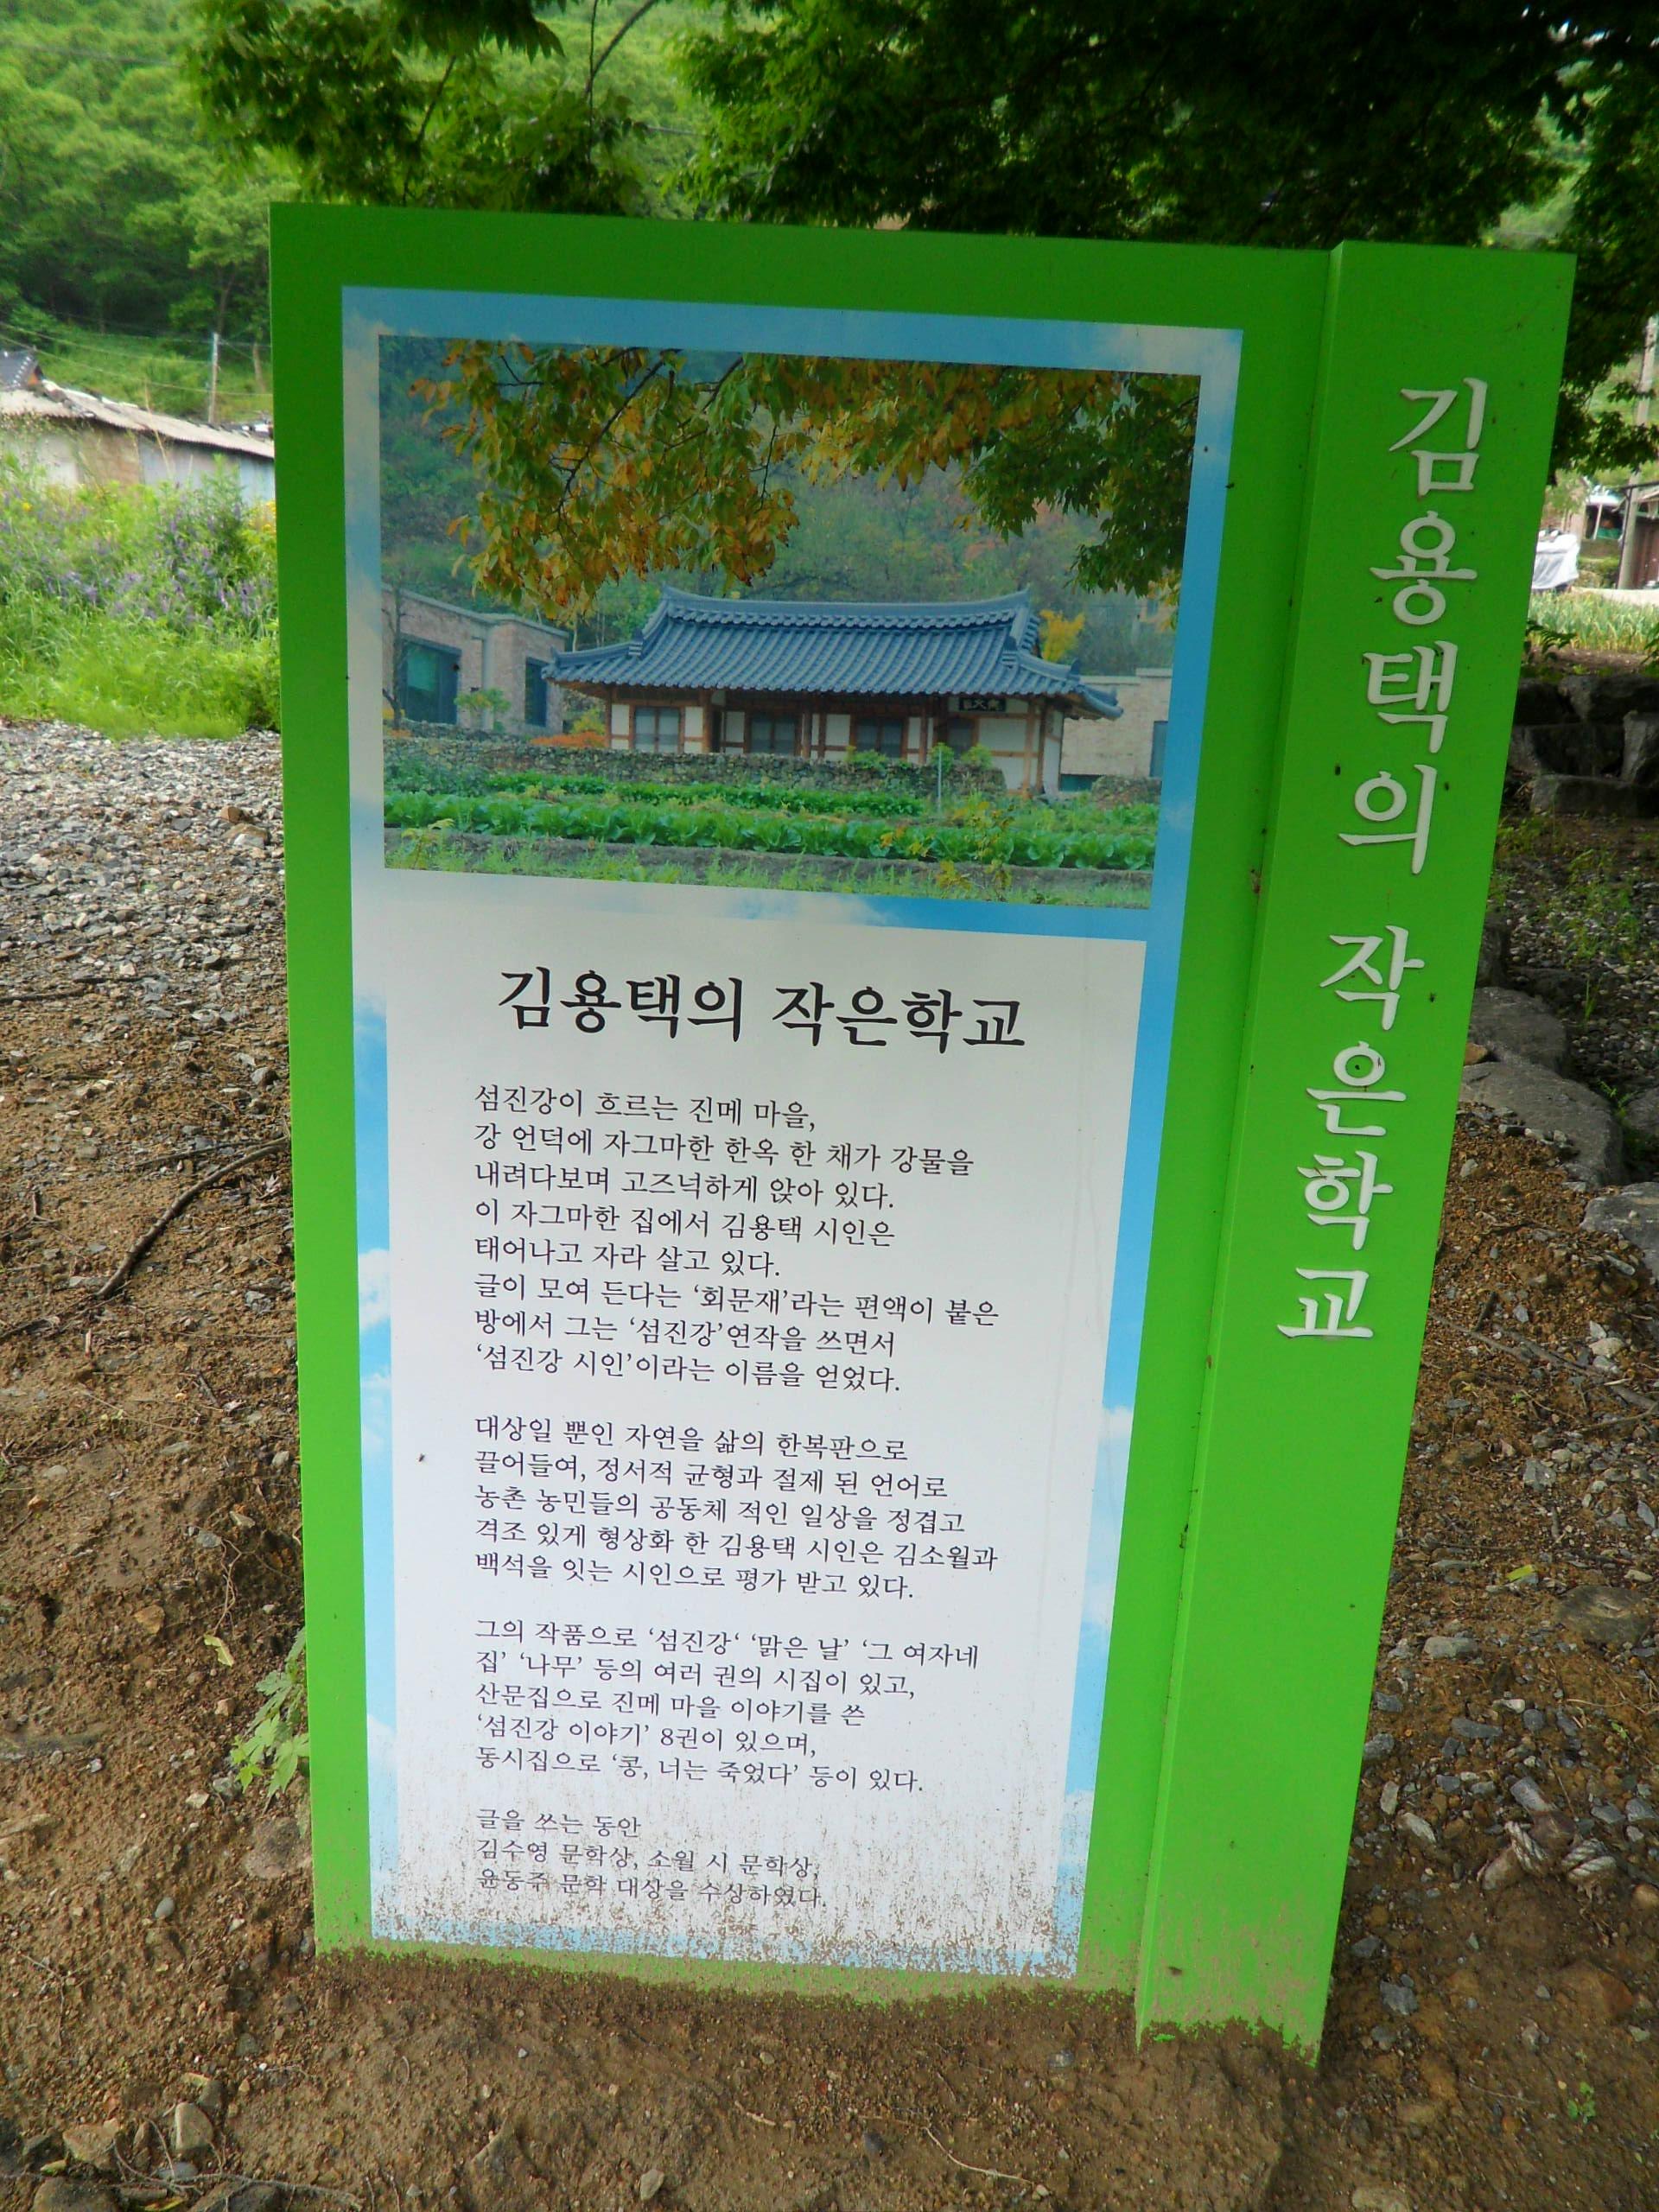 김용택의 작은학교
섬진강이 흐르는 진메 마을,
강 언덕에 자그마한 한옥 한 채가 강물을
내려다보며 고즈넉하게 앉아 있다.
이 자그마한 집에서 김용택 시인은
태어나고 자라 살고 있다.
글이 모여 든다는 ‘회문재’라는 편액이 붙은
방에서 그는 ‘섬진강’연작을 쓰면서
‘섬진강 시인’이라는 이름을 얻었다.
대상일 뿐인 자연을 삶의 한복판으로
끌어들여, 정서적 균형과 절제 된 언어로
농촌 농민들의 공동체 적인 일상을 정겹고
격조 있게 형상화 한 김용택 시인은 김소월과
백석을 잇는 시인으로 평가 받고 있다.
그의 작품으로 ‘섬진강‘ ‘맑은 날’ ‘그 여자네
집’ ‘나무’ 등의 여러 권의 시집이 있고,
산문집으로 진메 마을 이야기를 쓴
‘섬진강 이야기’ 8권이 있으며,
동시집으로 ‘콩, 너는 죽었다’ 등이 있다.
글을 쓰는 동안
김수영 문학상, 소월 시 문학상,
윤동주 문학 대상을 수상하였다.
김용택의 작은학교